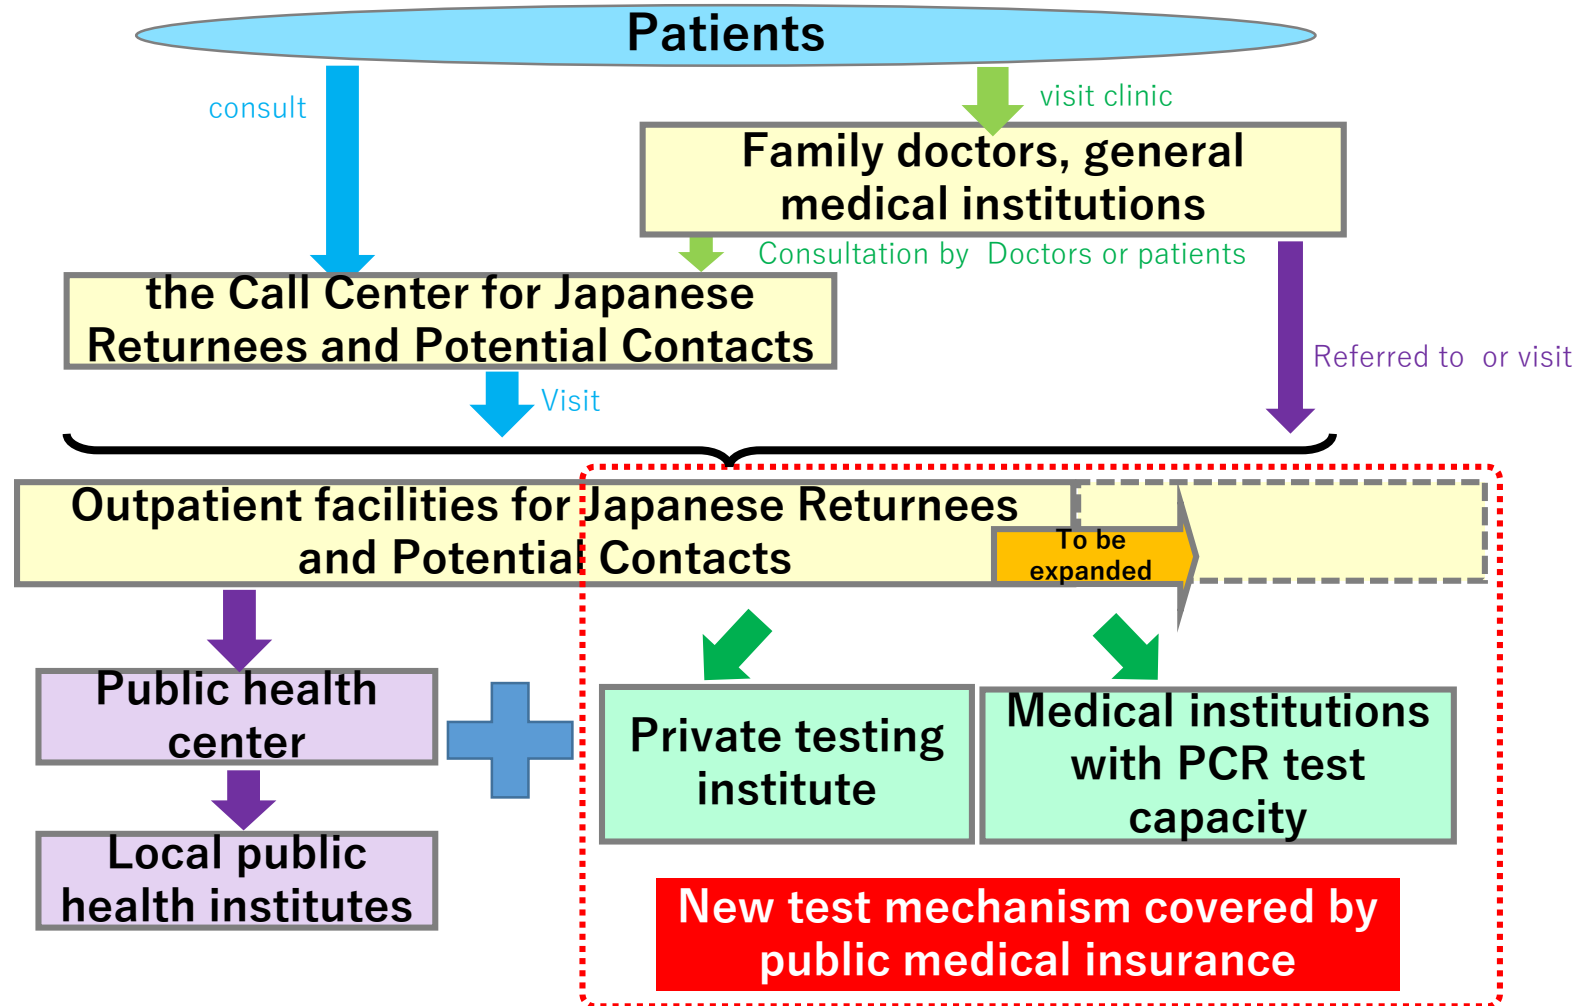 Patients
consult
visit clinic
Family doctors, general
medical institutions
Consultation by Doctors or patients
the Call Center for Japanese
Returnees and Potential Contacts
Referred to or visit
Visit
Outpatient facilities for Japanese Returnees
and Potential Contacts
To be
expanded
Public health
center
Private testing
institute
Medical institutions
with PCR test
capacity
Local public
health institutes
New test mechanism covered by
public medical insurance